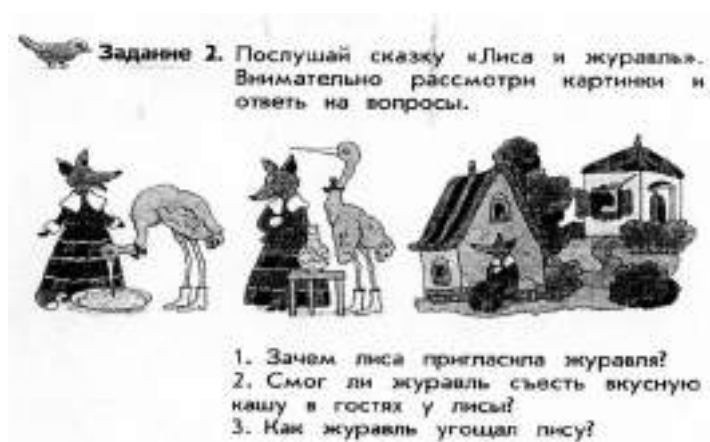 Задание 2. Послушай сказку «Лиса и журавль».
Внимательно рассмотри картинки и
ответь на вопросы.
1. Зачем лиса пригласила журавля?
2. Смог ли журавль съесть вкусную
кашу в гостях у лисы?
3. Как журавль угощал лису?